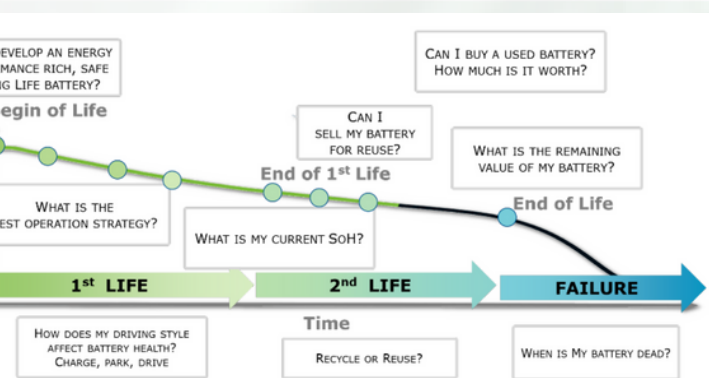 EVELOP AN ENERGY
MANCE RICH, SAFE
NG LIFE BATTERY?
egin of Life
CAN I BUY A USED BATTERY?
HOW MUCH IS IT WORTH?
CAN I
SELL MY BATTERY
FOR REUSE?
WHAT IS THE REMAINING
VALUE OF MY BATTERY?
End of 1st Life
End of Life
WHAT IS THE
EST OPERATION STRATEGY?
WHAT IS MY CURRENT SOH?
1st LIFE
2nd LIFE
FAILURE
Time
HOW DOES MY DRIVING STYLE
AFFECT BATTERY HEALTH?
CHARGE, PARK, DRIVE
RECYCLE OR REUSE?
WHEN IS MY BATTERY DEAD?